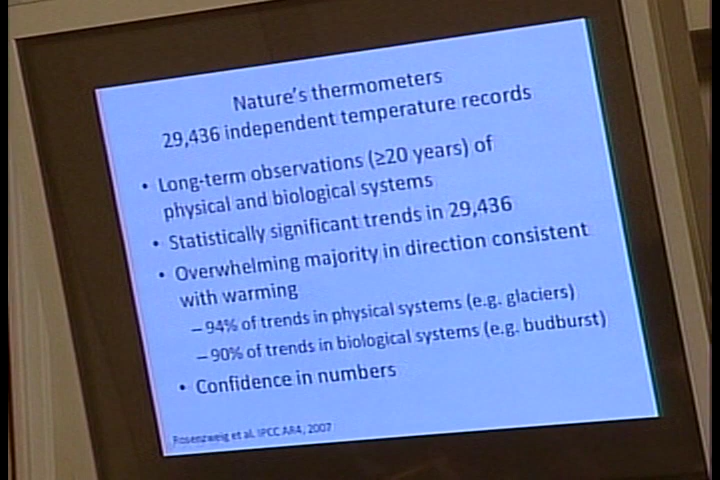 Nature's thermometers
29,436 independent temperature records
• Long-term observations (≥20 years) of
physical and biological systems
• Statistically significant trends in 29,436
• Overwhelming majority in direction consistent
with warming
– 94% of trends in physical systems (e.g. glaciers)
– 90% of trends in biological systems (e.g. budburst)
• Confidence in numbers
Rosenzweig et al. IPCC AR4, 2007